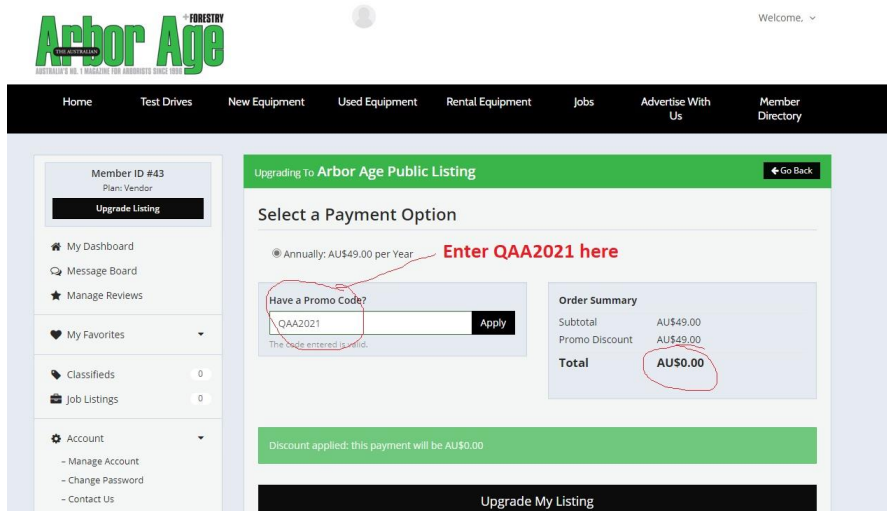 Arbor Age
+FORESTRY
THE AUSTRALIAN
AUSTRALIA'S NO. 1 MAGAZINE FOR ARBORISTS SINCE 1998
Welcome,
Home
Test Drives
New Equipment
Used Equipment
Rental Equipment
Jobs
Advertise With
Us
Member
Directory
Member ID #43
Plan: Vendor
Upgrade Listing
My Dashboard
Message Board
Manage Reviews
My Favorites
Classifieds 0
Job Listings 0
Account
– Manage Account
– Change Password
– Contact Us
Upgrading To Arbor Age Public Listing
Go Back
Select a Payment Option
Annually: AU$49.00 per Year
Enter QAA2021 here
Have a Promo Code?
QAA2021
Apply
The code entered is valid.
Order Summary
Subtotal AU$49.00
Promo Discount AU$49.00
Total AU$0.00
Discount applied: this payment will be AU$0.00
Upgrade My Listing